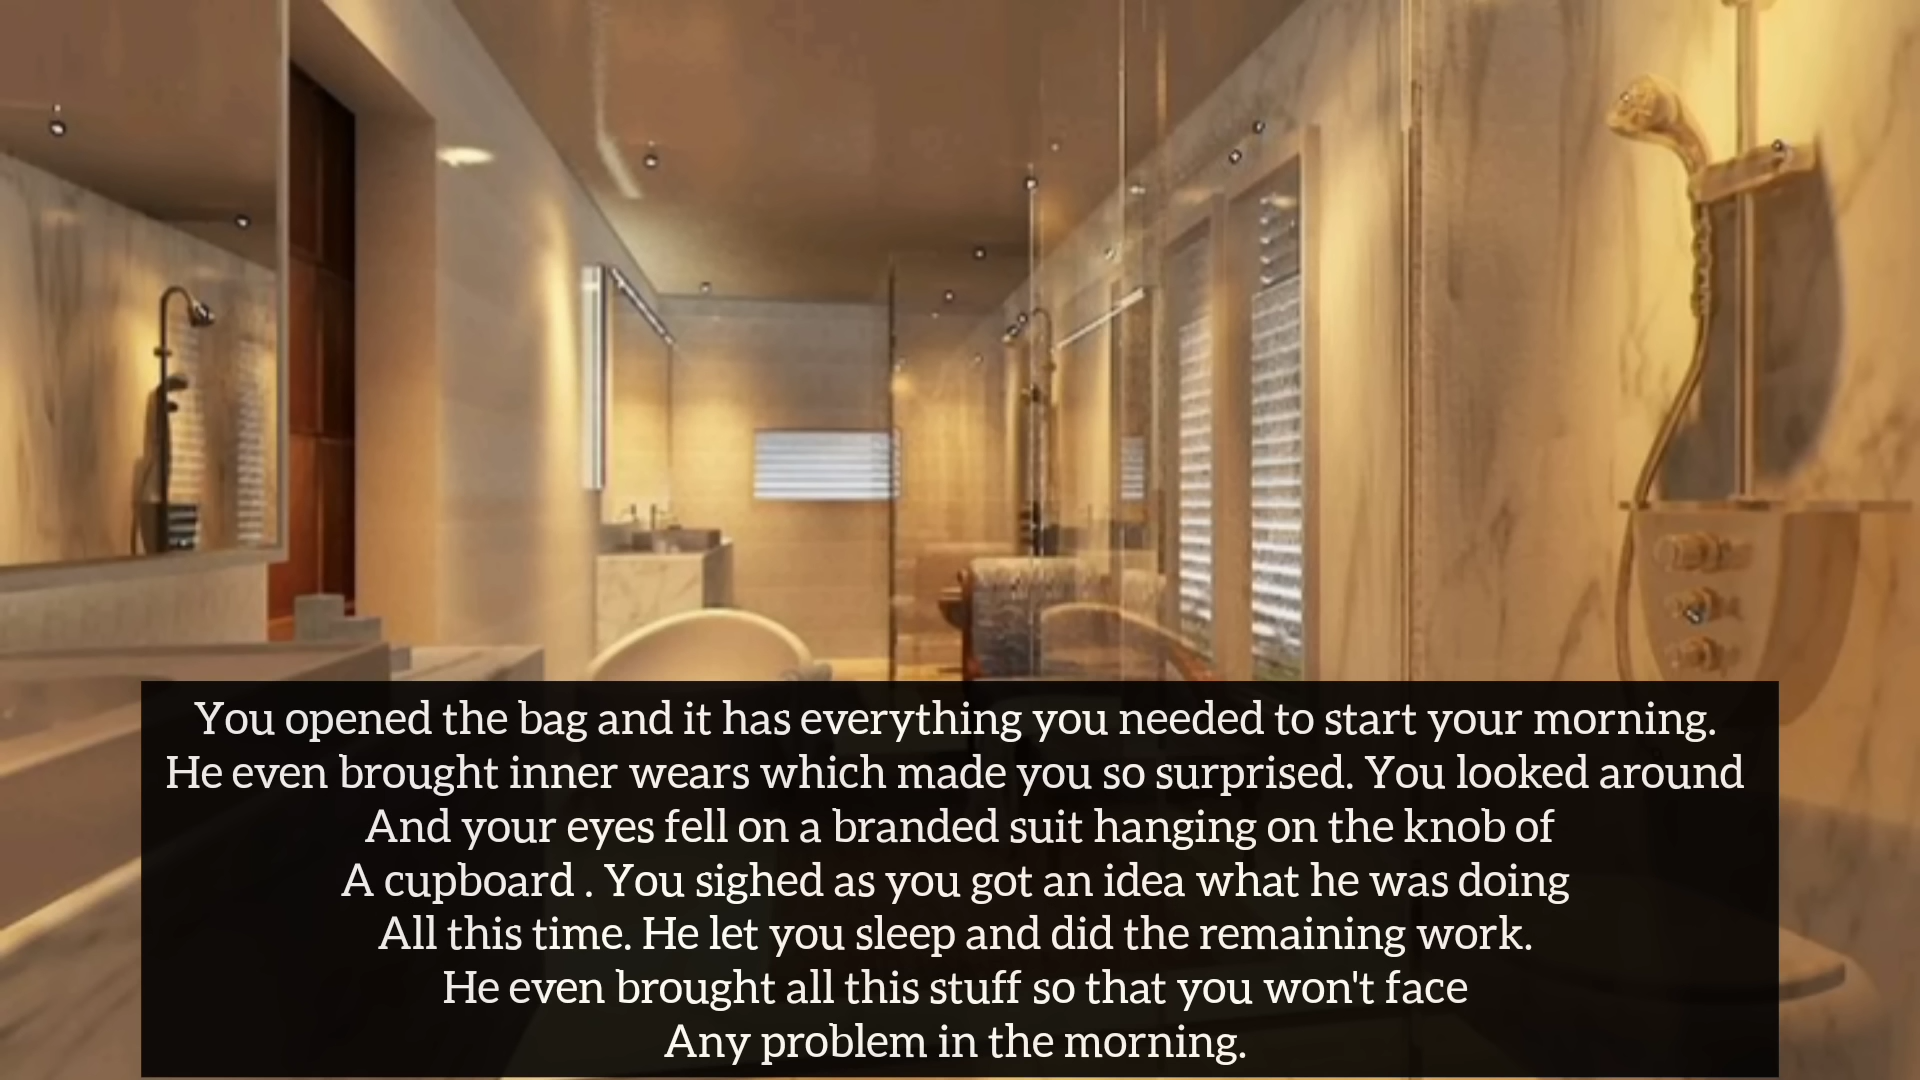 You opened the bag and it has everything you needed to start your morning.
He even brought inner wears which made you so surprised. You looked around
And your eyes fell on a branded suit hanging on the knob of
A cupboard . You sighed as you got an idea what he was doing
All this time. He let you sleep and did the remaining work.
He even brought all this stuff so that you won't face
Any problem in the morning.